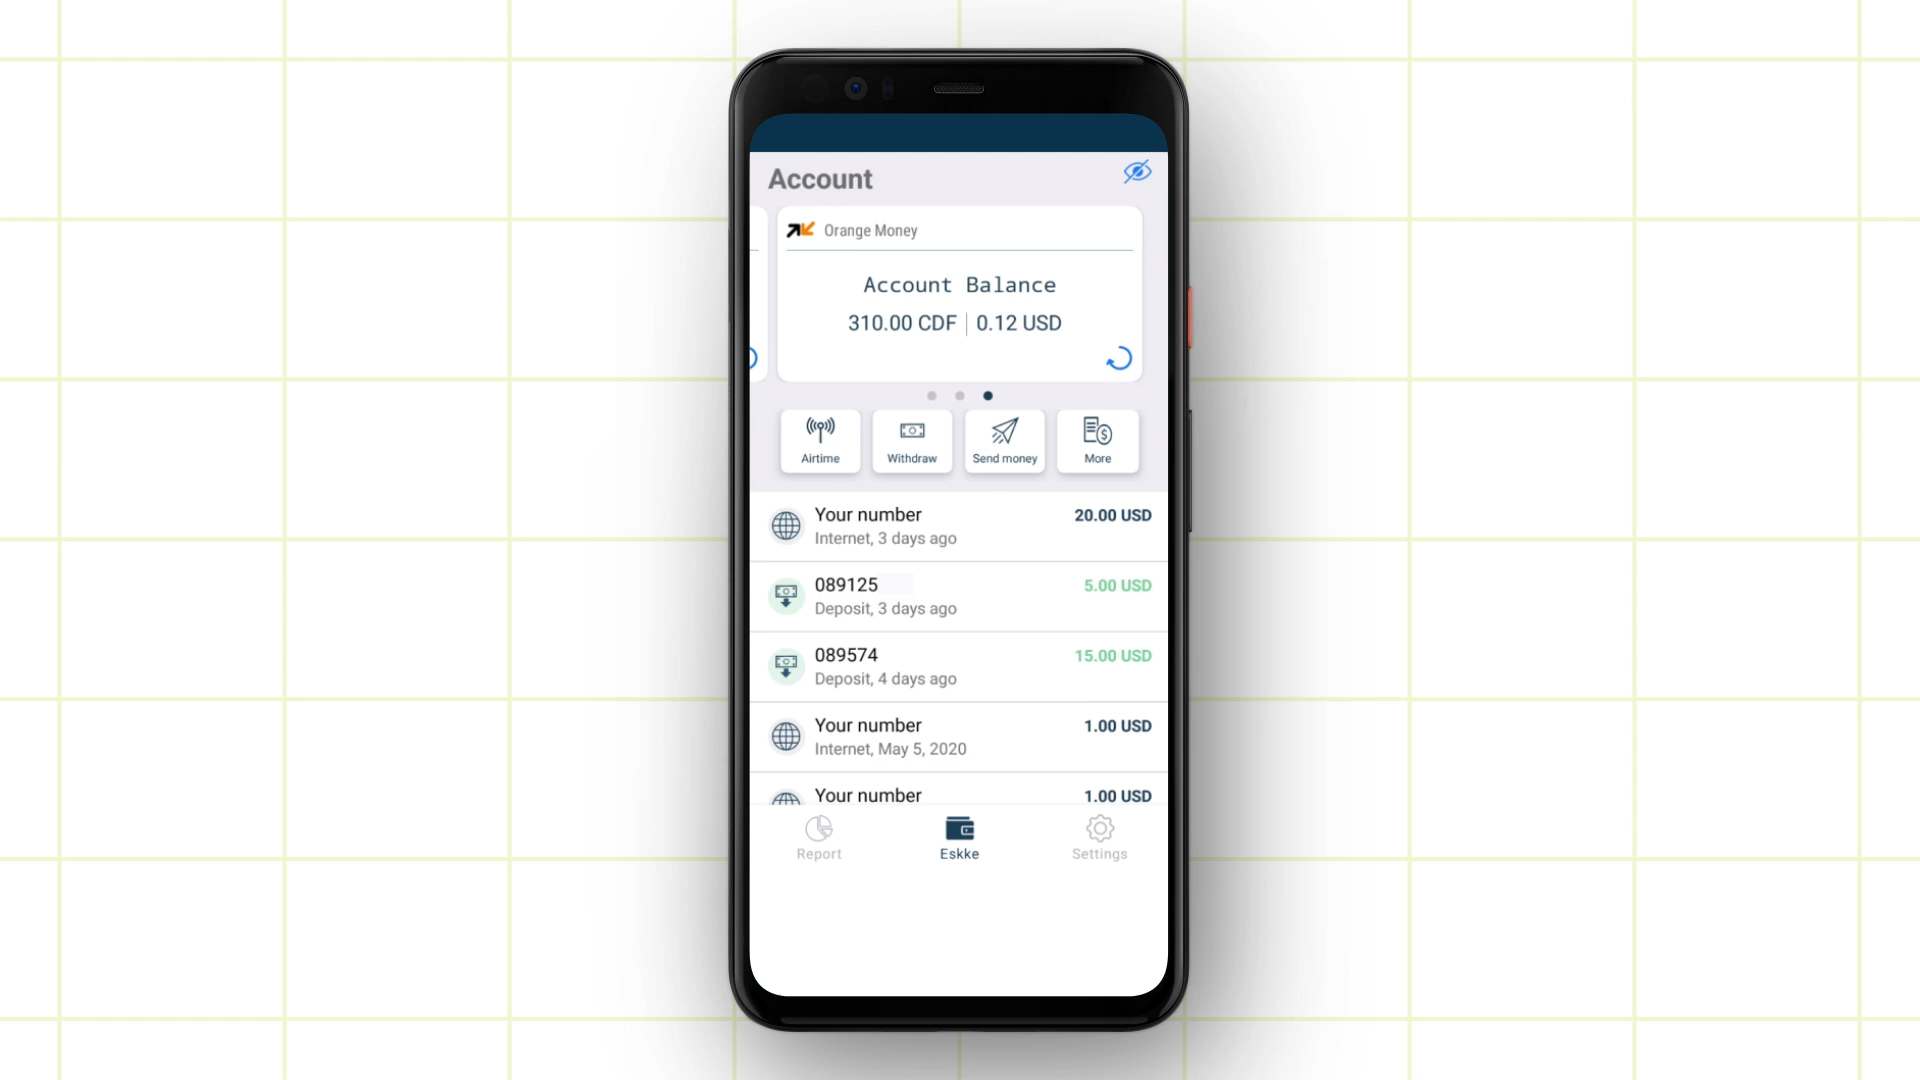 Account
Orange Money
Account Balance
310.00 CDF | 0.12 USD
Airtime
Withdraw
Send money
More
Your number
20.00 USD
Internet, 3 days ago
089125
5.00 USD
Deposit, 3 days ago
089574
15.00 USD
Deposit, 4 days ago
Your number
1.00 USD
Internet, May 5, 2020
Your number
1.00 USD
Report
Eskke
Settings